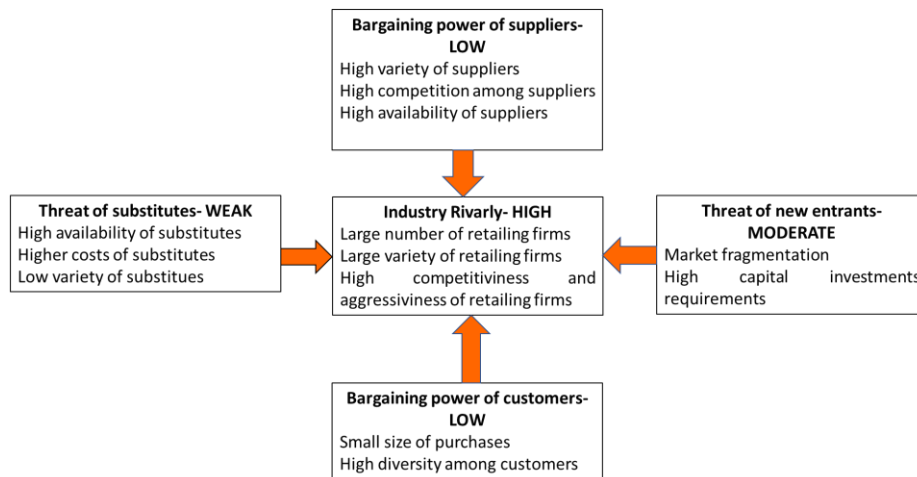 Bargaining power of suppliers-
LOW
High variety of suppliers
High competition among suppliers
High availability of suppliers
Threat of substitutes- WEAK
High availability of substitutes
Higher costs of substitutes
Low variety of substitues
Industry Rivarly- HIGH
Large number of retailing firms
Large variety of retailing firms
High competitiviness and
aggressiviness of retailing firms
Threat of new entrants-
MODERATE
Market fragmentation
High capital investments
requirements
Bargaining power of customers-
LOW
Small size of purchases
High diversity among customers